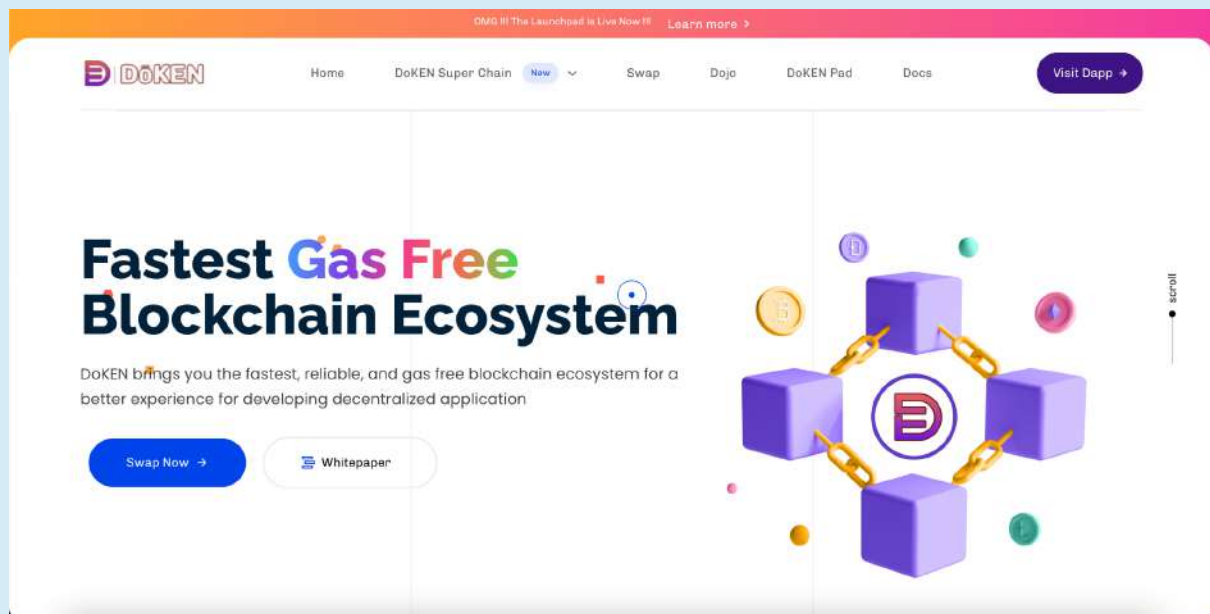 OMG !!! The Launchpad is Live Now !!! Learn more >
DōKEN
Home DoKEN Super Chain New Swap Dojo DoKEN Pad Docs Visit Dapp →
Fastest Gas Free
Blockchain Ecosystem
DoKEN brings you the fastest, reliable, and gas free blockchain ecosystem for a
better experience for developing decentralized application
Swap Now →
Whitepaper
scroll